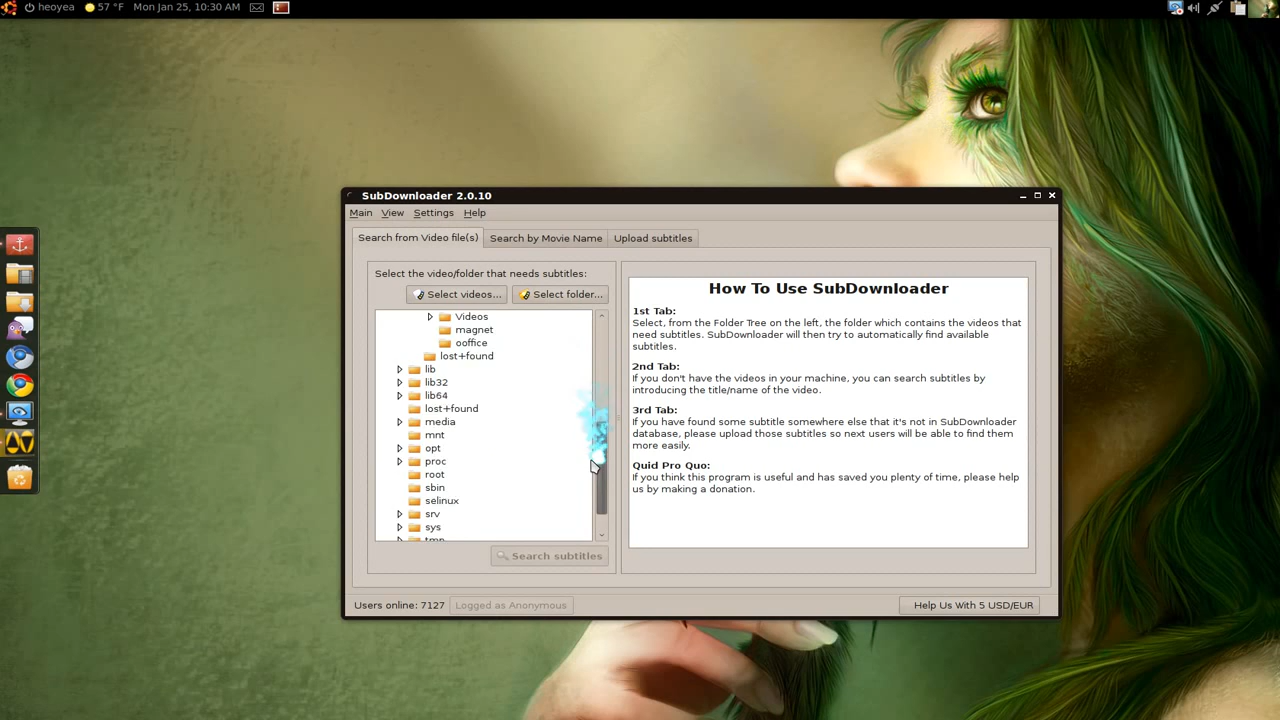 heoyea 57 °F Mon Jan 25, 10:30 AM
SubDownloader 2.0.10
Main View Settings Help
Search from Video file(s) Search by Movie Name Upload subtitles
Select the video/folder that needs subtitles:
Select videos... Select folder...
Videos
magnet
ooffice
lost+found
lib
lib32
lib64
lost+found
media
mnt
opt
proc
root
sbin
selinux
srv
sys
tmp
Search subtitles
How To Use SubDownloader
1st Tab:
Select, from the Folder Tree on the left, the folder which contains the videos that
need subtitles. SubDownloader will then try to automatically find available
subtitles.
2nd Tab:
If you don't have the videos in your machine, you can search subtitles by
introducing the title/name of the video.
3rd Tab:
If you have found some subtitle somewhere else that it's not in SubDownloader
database, please upload those subtitles so next users will be able to find them
more easily.
Quid Pro Quo:
If you think this program is useful and has saved you plenty of time, please help
us by making a donation.
Users online: 7127 Logged as Anonymous Help Us With 5 USD/EUR